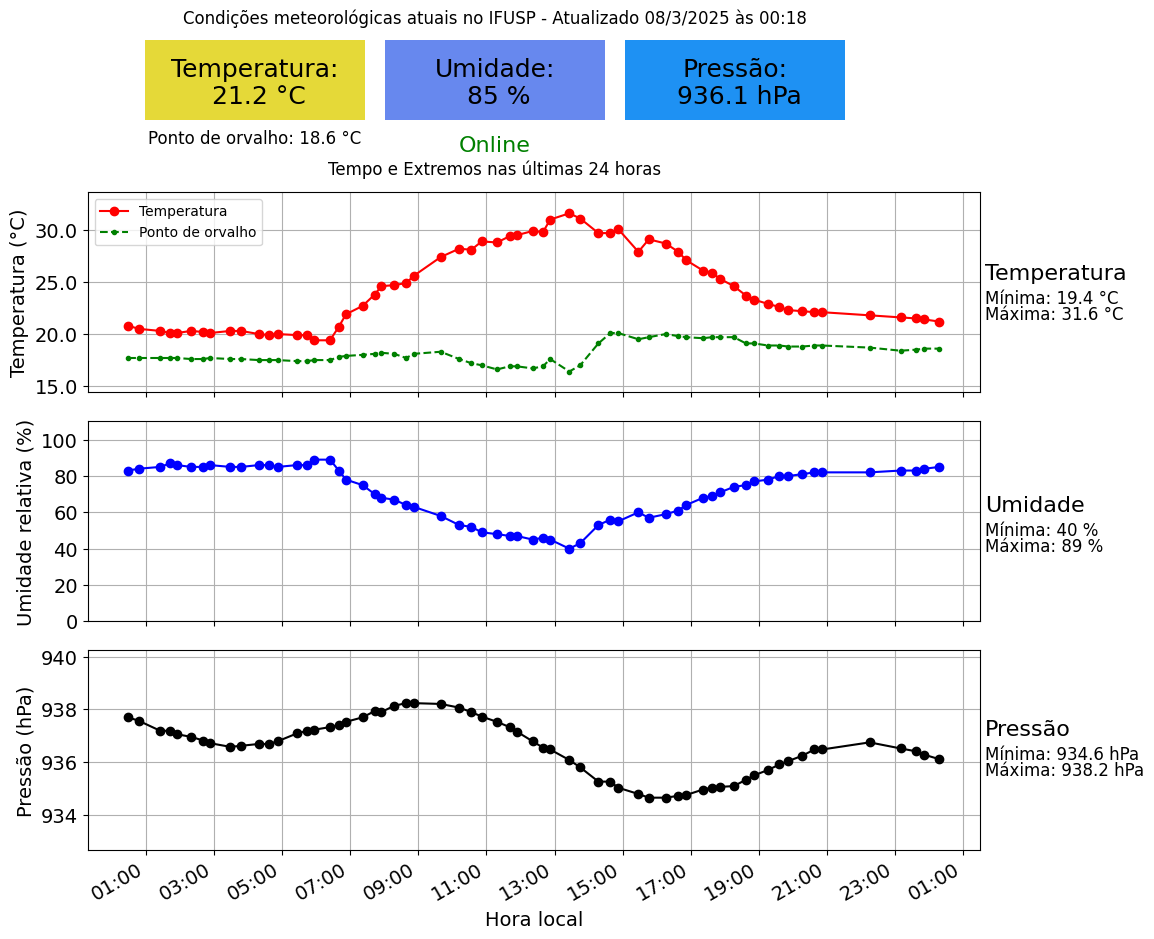 Condições meteorológicas atuais no IFUSP - Atualizado 08/3/2025 às 00:18
Temperatura:
21.2 °C
Umidade:
85 %
Pressão:
936.1 hPa
Ponto de orvalho: 18.6 °C
Online
Tempo e Extremos nas últimas 24 horas
Temperatura (°C)
30.0
25.0
20.0
15.0
Temperatura
Ponto de orvalho
Temperatura
Mínima: 19.4 °C
Máxima: 31.6 °C
Umidade relativa (%)
100
80
60
40
20
0
Umidade
Mínima: 40 %
Máxima: 89 %
Pressão (hPa)
940
938
936
934
Pressão
Mínima: 934.6 hPa
Máxima: 938.2 hPa
01:00 03:00 05:00 07:00 09:00 11:00 13:00 15:00 17:00 19:00 21:00 23:00 01:00
Hora local